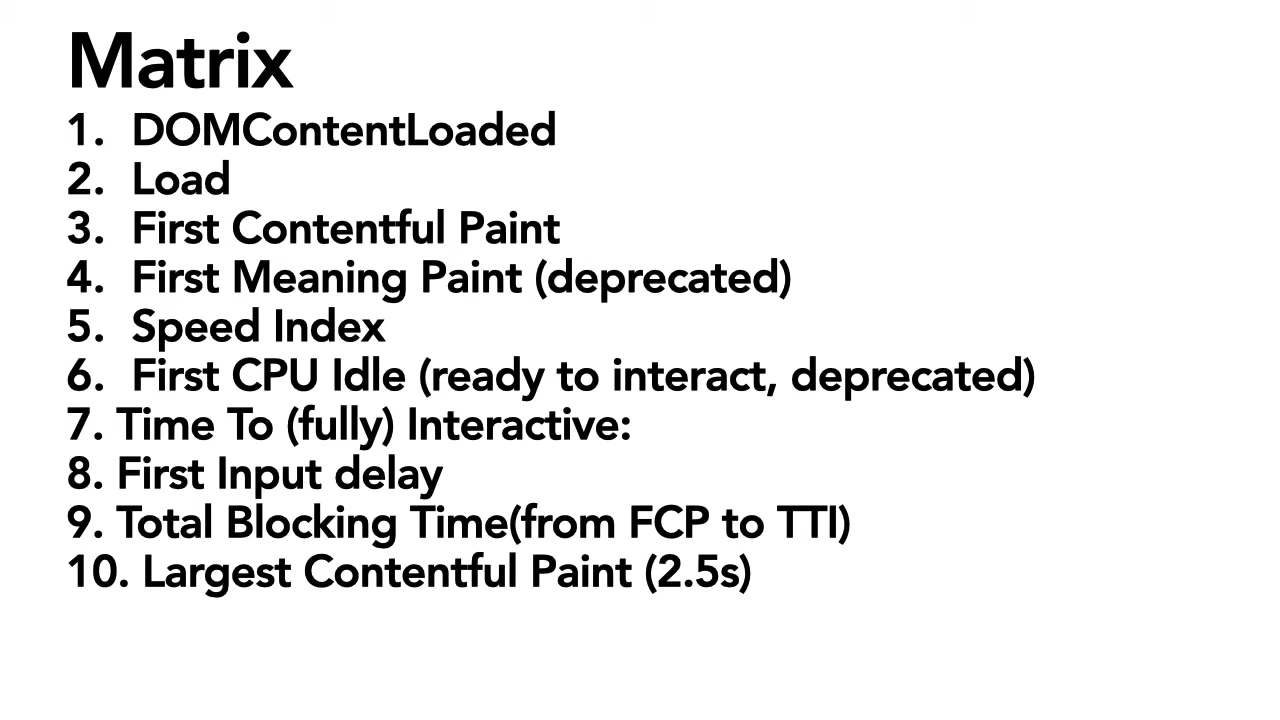 Matrix
1. DOMContentLoaded
2. Load
3. First Contentful Paint
4. First Meaning Paint (deprecated)
5. Speed Index
6. First CPU Idle (ready to interact, deprecated)
7. Time To (fully) Interactive:
8. First Input delay
9. Total Blocking Time(from FCP to TTI)
10. Largest Contentful Paint (2.5s)